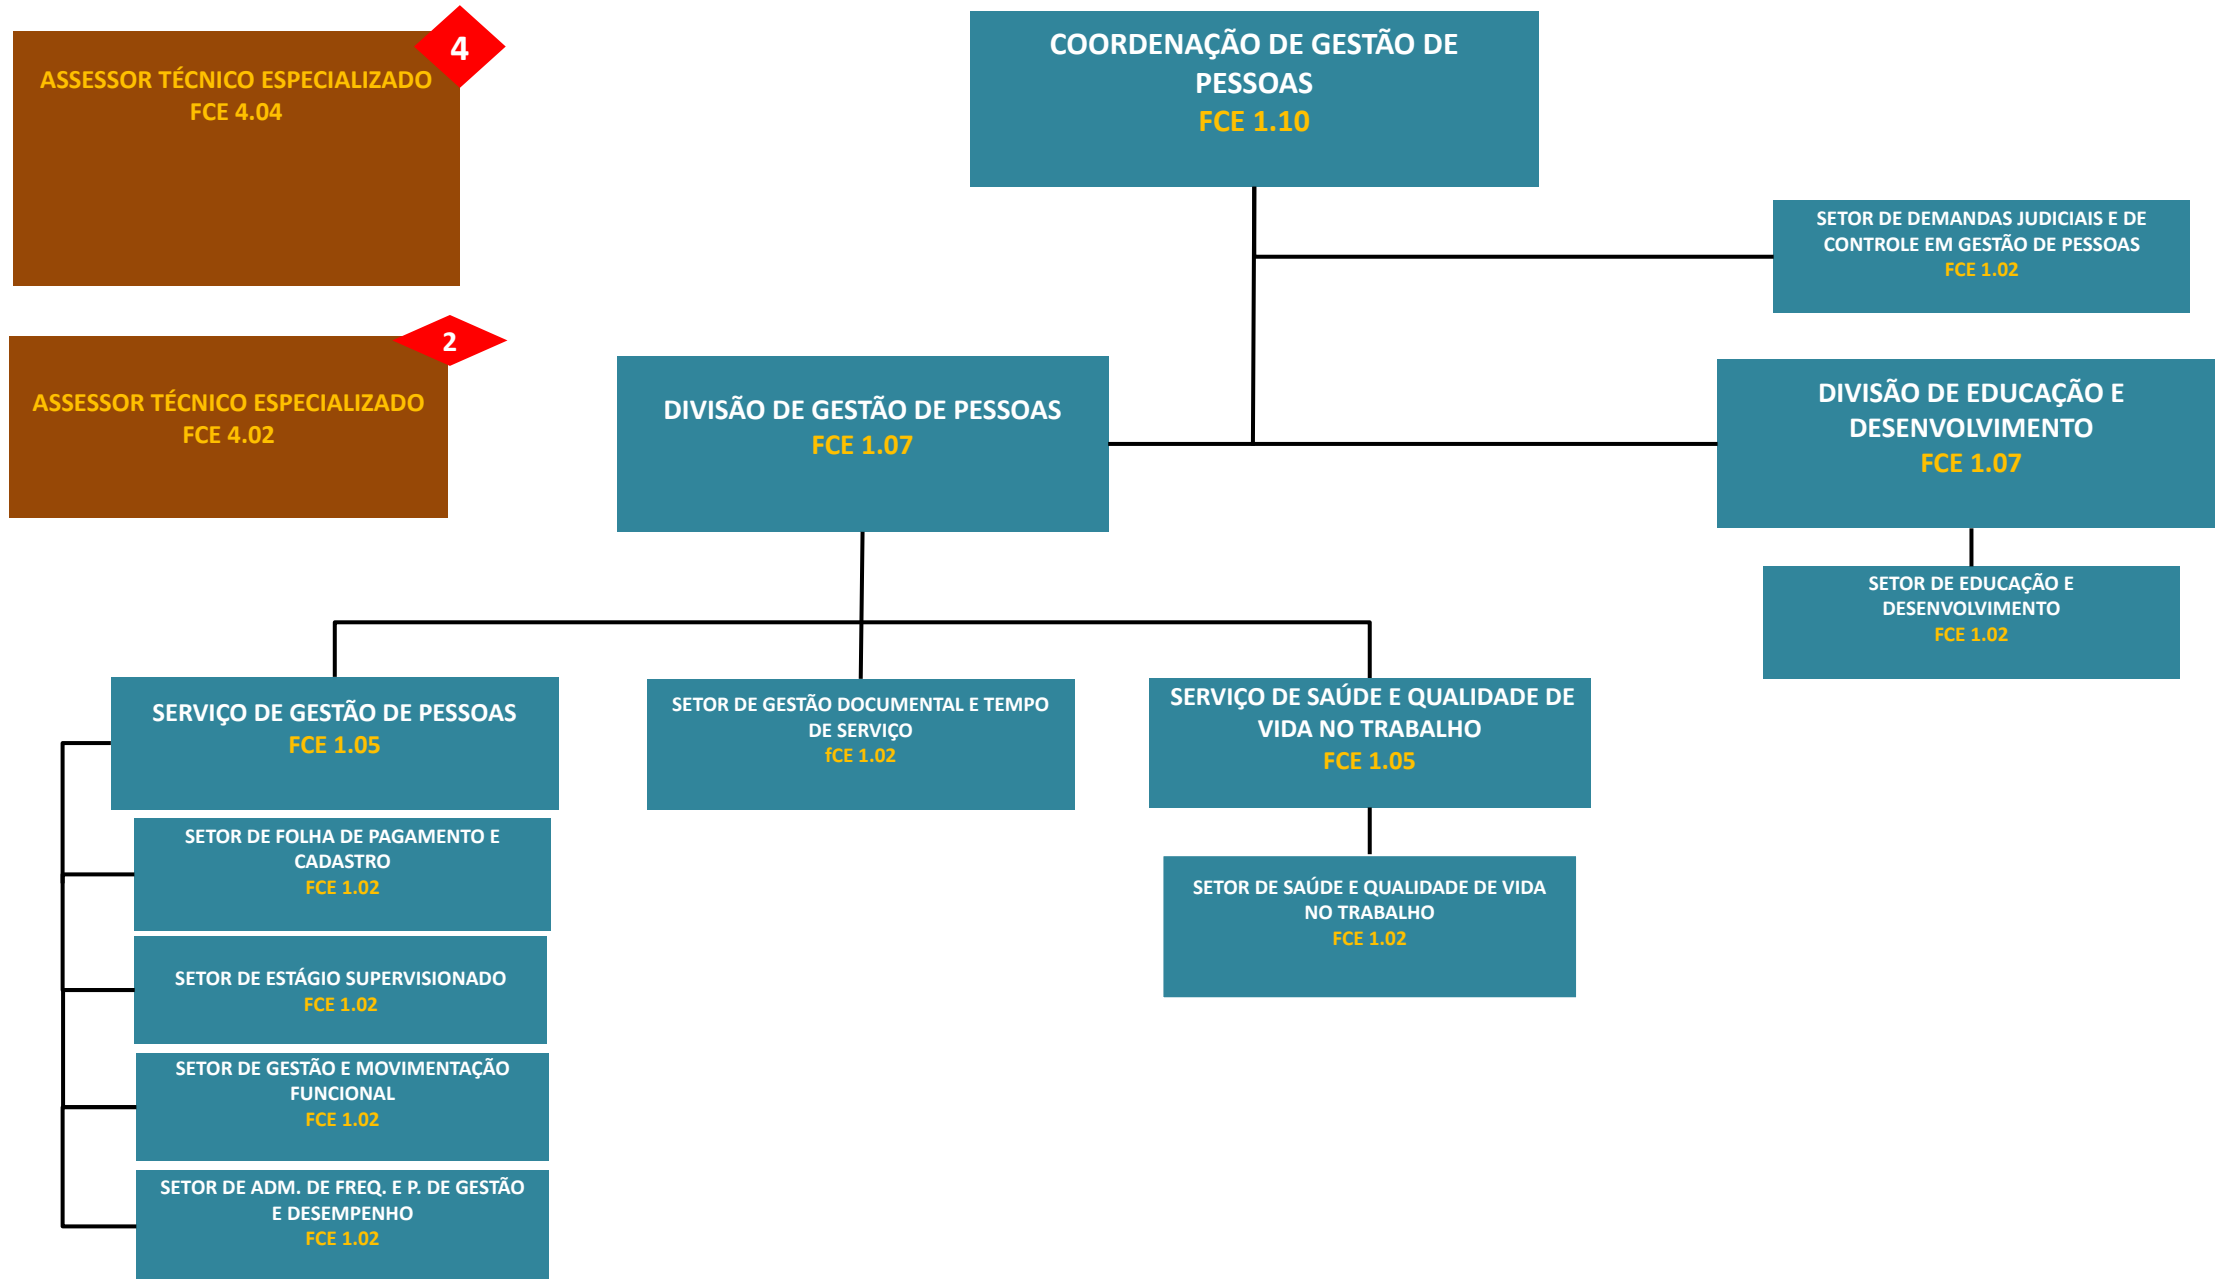 4
ASSESSOR TÉCNICO ESPECIALIZADO
FCE 4.04
COORDENAÇÃO DE GESTÃO DE
PESSOAS
FCE 1.10
SETOR DE DEMANDAS JUDICIAIS E DE
CONTROLE EM GESTÃO DE PESSOAS
FCE 1.02
2
ASSESSOR TÉCNICO ESPECIALIZADO
FCE 4.02
DIVISÃO DE GESTÃO DE PESSOAS
FCE 1.07
DIVISÃO DE EDUCAÇÃO E
DESENVOLVIMENTO
FCE 1.07
SETOR DE EDUCAÇÃO E
DESENVOLVIMENTO
FCE 1.02
SERVIÇO DE GESTÃO DE PESSOAS
FCE 1.05
SETOR DE GESTÃO DOCUMENTAL E TEMPO
DE SERVIÇO
fCE 1.02
SERVIÇO DE SAÚDE E QUALIDADE DE
VIDA NO TRABALHO
FCE 1.05
SETOR DE FOLHA DE PAGAMENTO E
CADASTRO
FCE 1.02
SETOR DE SAÚDE E QUALIDADE DE VIDA
NO TRABALHO
FCE 1.02
SETOR DE ESTÁGIO SUPERVISIONADO
FCE 1.02
SETOR DE GESTÃO E MOVIMENTAÇÃO
FUNCIONAL
FCE 1.02
SETOR DE ADM. DE FREQ. E P. DE GESTÃO
E DESEMPENHO
FCE 1.02